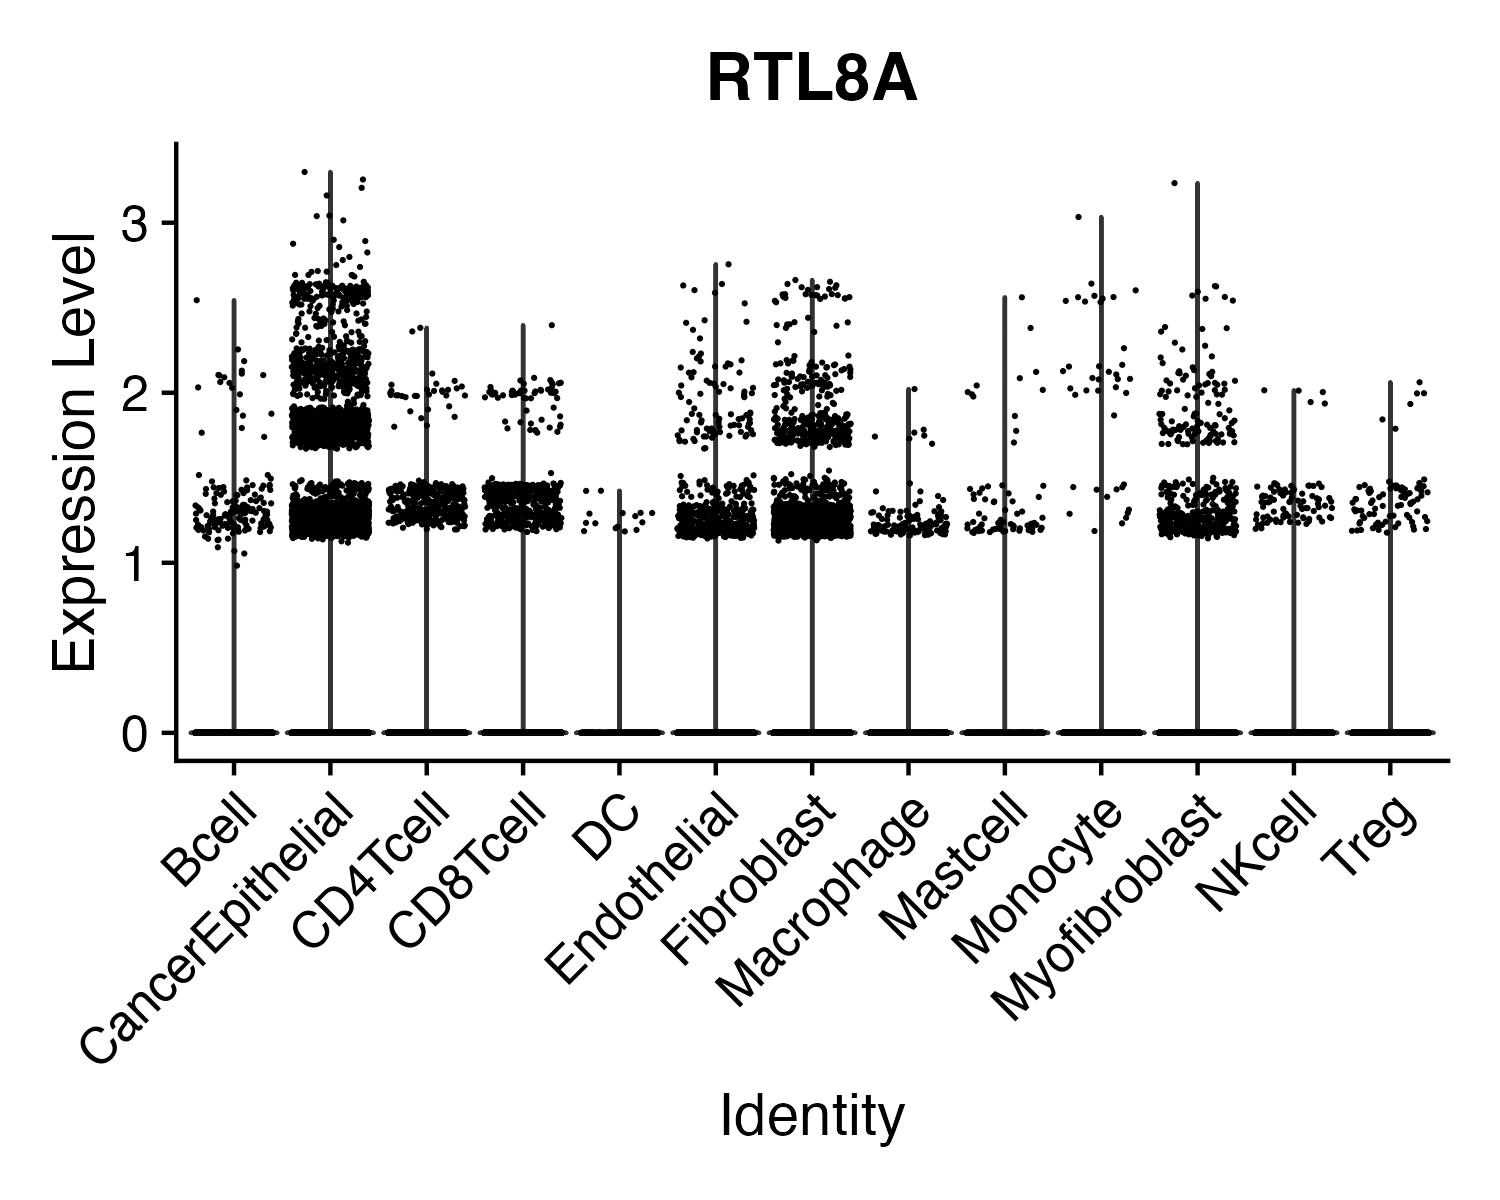 RTL8A
Expression Level
3
2
1
0
Bcell
CancerEpithelial
CD4Tcell
CD8Tcell
DC
Endothelial
Fibroblast
Macrophage
Mastcell
Monocyte
Myofibroblast
NKcell
Treg
Identity